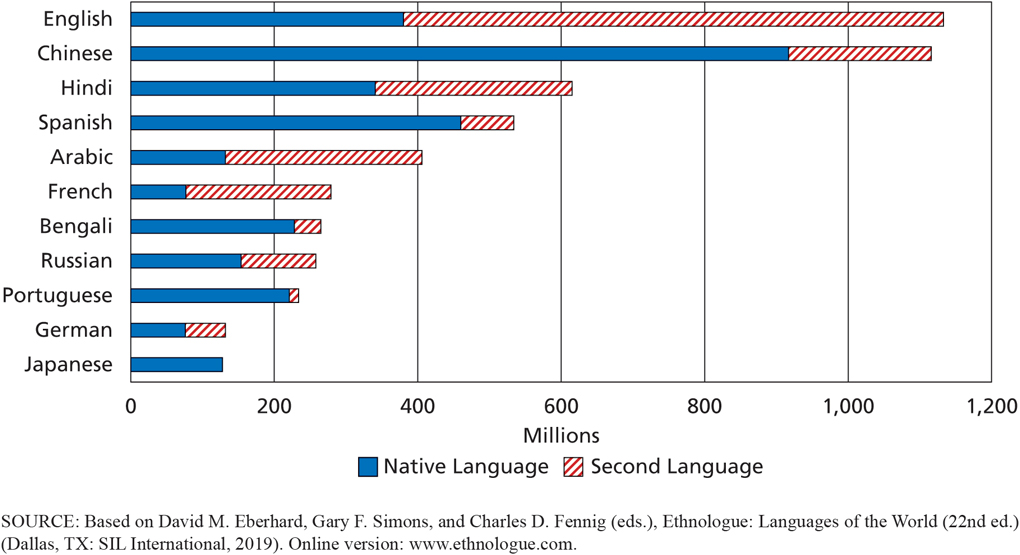 English
Chinese
Hindi
Spanish
Arabic
French
Bengali
Russian
Portuguese
German
Japanese
0 200 400 600 800 1,000 1,200
Millions
Native Language Second Language
SOURCE: Based on David M. Eberhard, Gary F. Simons, and Charles D. Fennig (eds.), Ethnologue: Languages of the World (22nd ed.)
(Dallas, TX: SIL International, 2019). Online version: www.ethnologue.com.